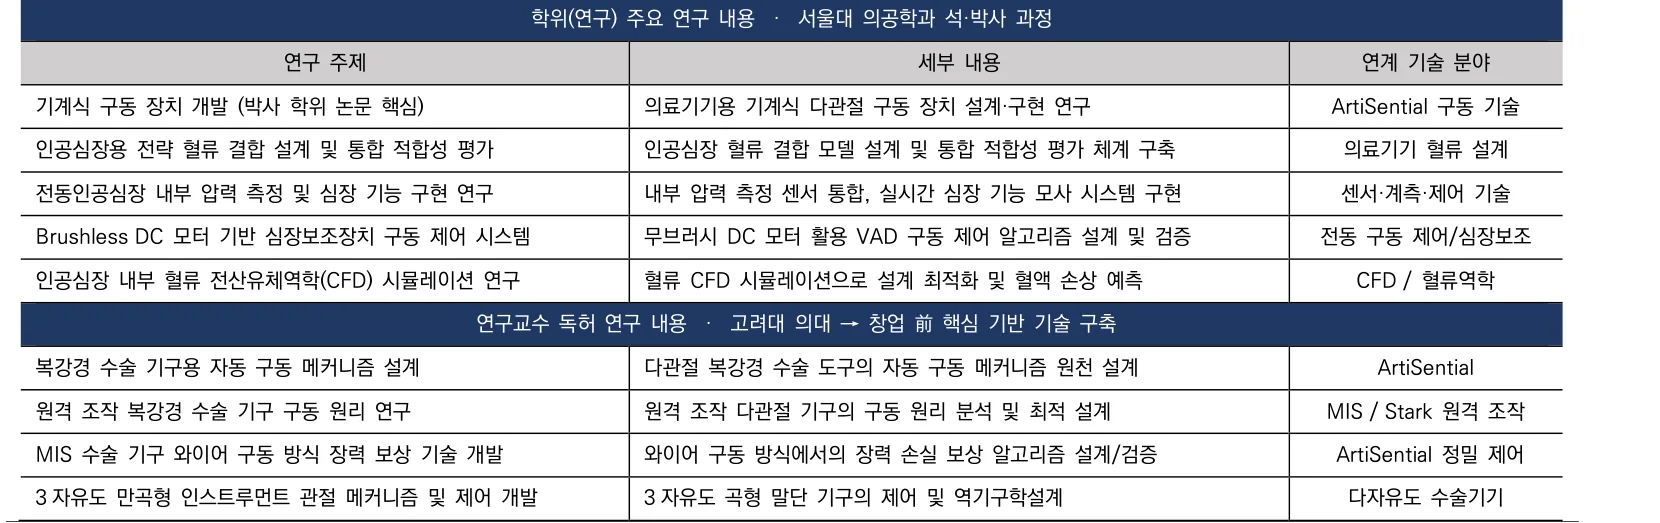 학위(연구) 주요 연구 내용 · 서울대 의공학과 석·박사 과정
연구 주제 세부 내용 연계 기술 분야
기계식 구동 장치 개발 (박사 학위 논문 핵심) 의료기기용 기계식 다관절 구동 장치 설계·구현 연구 ArtiSential 구동 기술
인공심장용 전략 혈류 결합 설계 및 통합 적합성 평가 인공심장 혈류 결합 모델 설계 및 통합 적합성 평가 체계 구축 의료기기 혈류 설계
전동인공심장 내부 압력 측정 및 심장 기능 구현 연구 내부 압력 측정 센서 통합, 실시간 심장 기능 모사 시스템 구현 센서·계측·제어 기술
Brushless DC 모터 기반 심장보조장치 구동 제어 시스템 무브러시 DC 모터 활용 VAD 구동 제어 알고리즘 설계 및 검증 전동 구동 제어/심장보조
인공심장 내부 혈류 전산유체역학(CFD) 시뮬레이션 연구 혈류 CFD 시뮬레이션으로 설계 최적화 및 혈액 손상 예측 CFD / 혈류역학
연구교수 독허 연구 내용 · 고려대 의대 → 창업 前 핵심 기반 기술 구축
복강경 수술 기구용 자동 구동 메커니즘 설계 다관절 복강경 수술 도구의 자동 구동 메커니즘 원천 설계 ArtiSential
원격 조작 복강경 수술 기구 구동 원리 연구 원격 조작 다관절 기구의 구동 원리 분석 및 최적 설계 MIS / Stark 원격 조작
MIS 수술 기구 와이어 구동 방식 장력 보상 기술 개발 와이어 구동 방식에서의 장력 손실 보상 알고리즘 설계/검증 ArtiSential 정밀 제어
3자유도 만곡형 인스트루먼트 관절 메커니즘 및 제어 개발 3자유도 곡형 말단 기구의 제어 및 역기구학설계 다자유도 수술기기